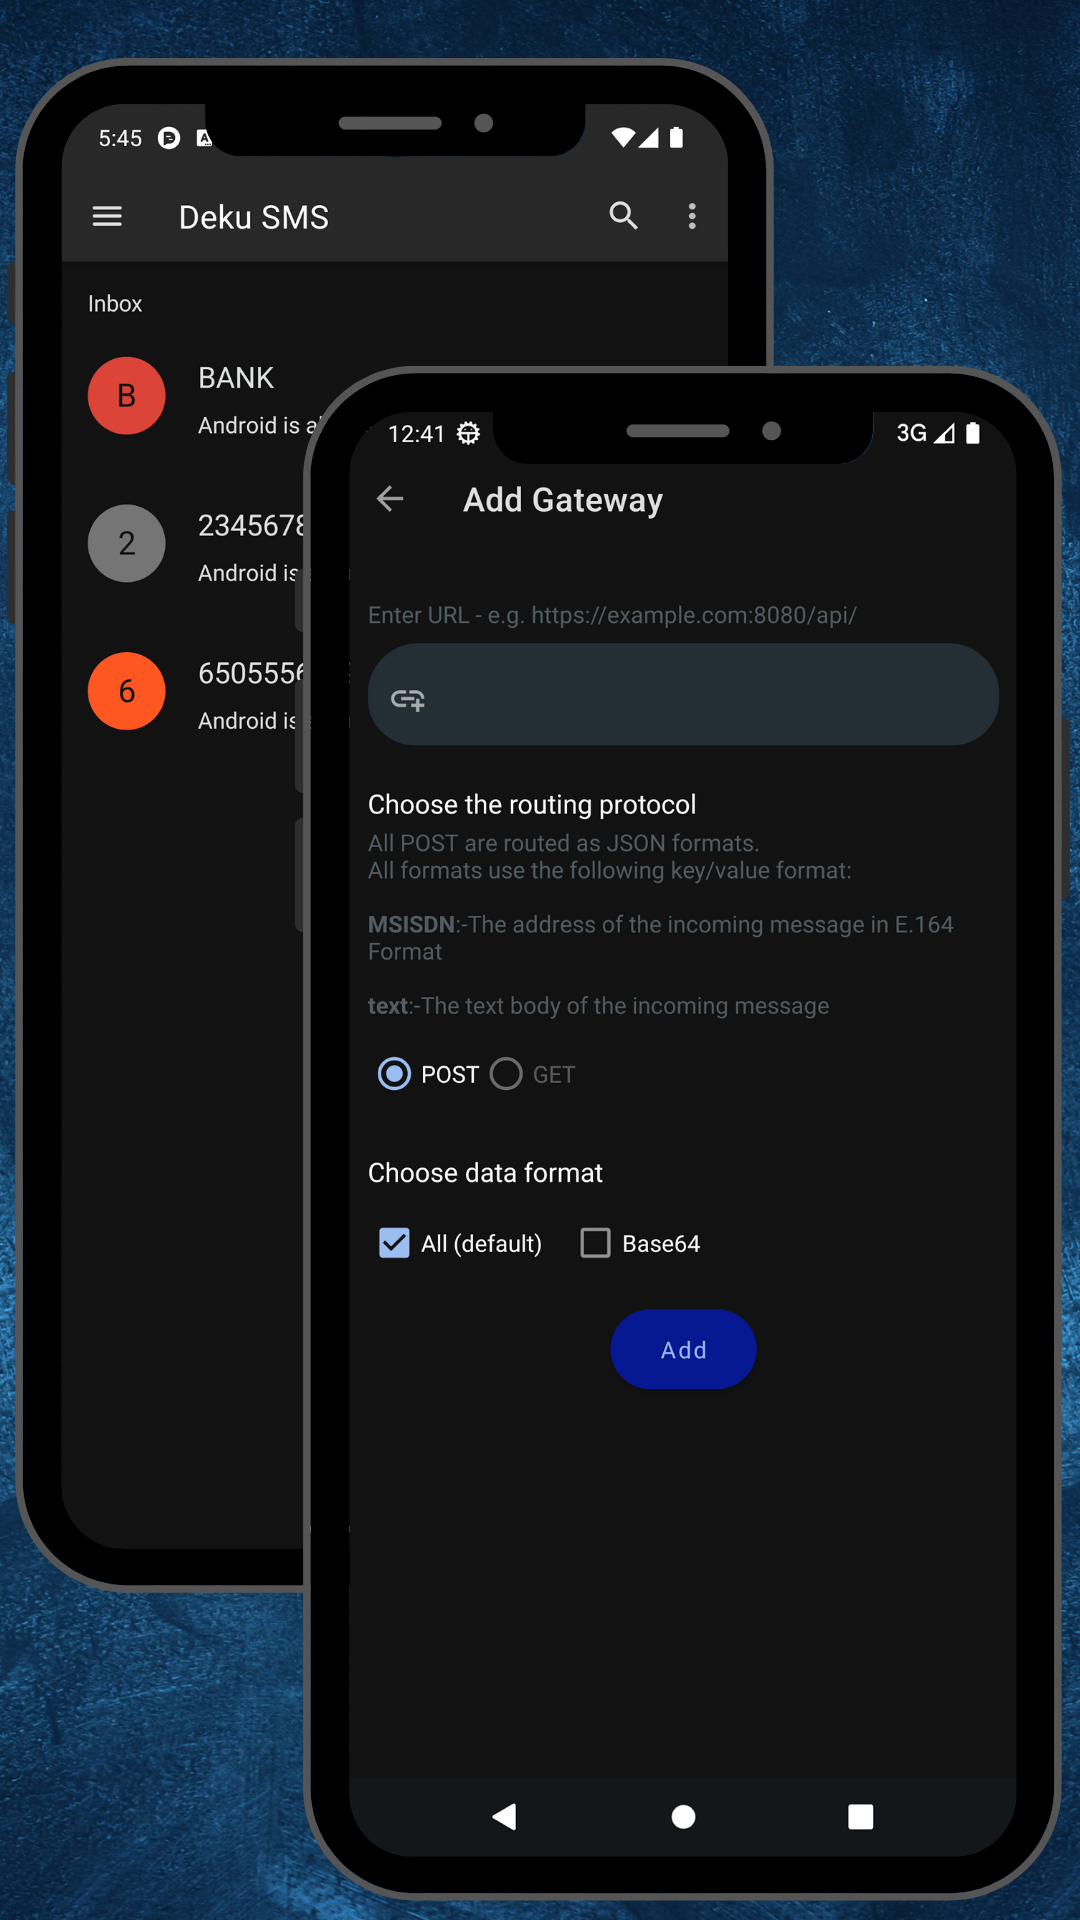 5:45
Deku SMS
Inbox
B
BANK
Android is
2
Android is
6
Android is
12:41
3G
Add Gateway
Enter URL - e.g. https://example.com:8080/api/
Choose the routing protocol
All POST are routed as JSON formats.
All formats use the following key/value format:
MSISDN:-The address of the incoming message in E.164
Format
text:-The text body of the incoming message
POST
GET
Choose data format
All (default)
Base64
Add